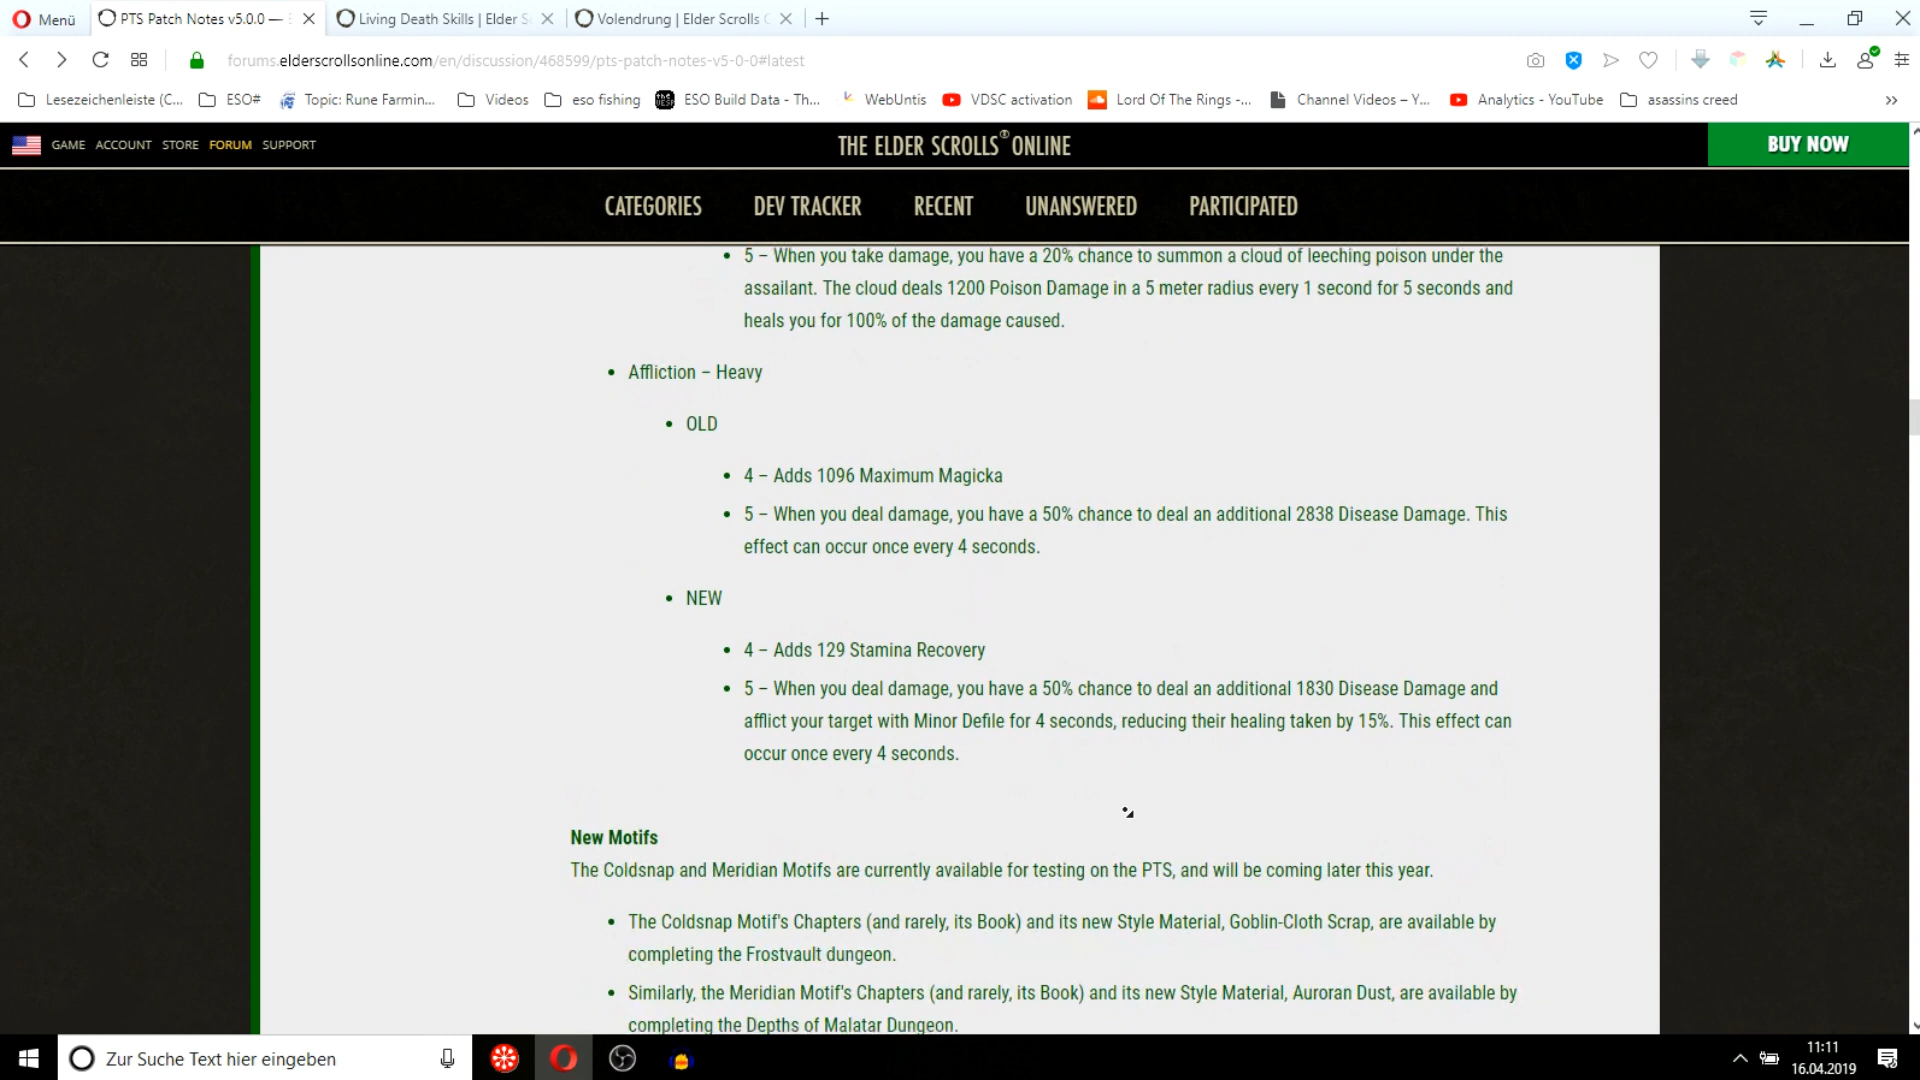 Menü
PTS Patch Notes v5.0.0 —
Living Death Skills | Elder S
Volendrung | Elder Scrolls
forums.elderscrollsonline.com/en/discussion/468599/pts-patch-notes-v5-0-0#latest
Lesezeichenleiste (C...
ESO#
Topic: Rune Farmin...
Videos
eso fishing
ESO Build Data - Th...
WebUntis
VDSC activation
Lord Of The Rings -...
Channel Videos – Y...
Analytics - YouTube
asassins creed
GAME ACCOUNT STORE FORUM SUPPORT
THE ELDER SCROLLS® ONLINE
BUY NOW
CATEGORIES DEV TRACKER RECENT UNANSWERED PARTICIPATED
• 5 – When you take damage, you have a 20% chance to summon a cloud of leeching poison under the
assailant. The cloud deals 1200 Poison Damage in a 5 meter radius every 1 second for 5 seconds and
heals you for 100% of the damage caused.
• Affliction – Heavy
• OLD
• 4 – Adds 1096 Maximum Magicka
• 5 – When you deal damage, you have a 50% chance to deal an additional 2838 Disease Damage. This
effect can occur once every 4 seconds.
• NEW
• 4 – Adds 129 Stamina Recovery
• 5 – When you deal damage, you have a 50% chance to deal an additional 1830 Disease Damage and
afflict your target with Minor Defile for 4 seconds, reducing their healing taken by 15%. This effect can
occur once every 4 seconds.
New Motifs
The Coldsnap and Meridian Motifs are currently available for testing on the PTS, and will be coming later this year.
• The Coldsnap Motif's Chapters (and rarely, its Book) and its new Style Material, Goblin-Cloth Scrap, are available by
completing the Frostvault dungeon.
• Similarly, the Meridian Motif's Chapters (and rarely, its Book) and its new Style Material, Auroran Dust, are available by
completing the Depths of Malatar Dungeon.
Zur Suche Text hier eingeben
11:11
16.04.2019